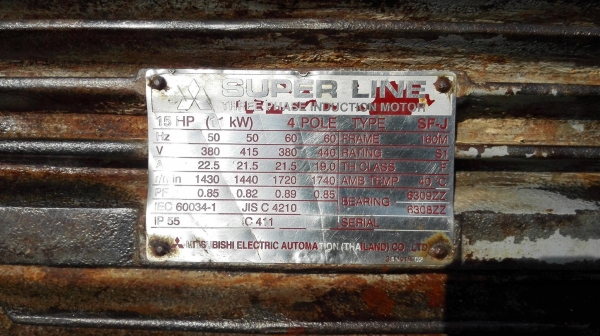 SUPER LINE
THREE PHASE INDUCTION MOTOR
15 HP (11 kW) 4 POLE TYPE SF-J
Hz 50 50 60 60 FRAME 160M
V 380 415 380 440 RATING S1
A 22.5 21.5 21.5 19.0 TH CLASS F
r/min 1430 1440 1720 1740 AMB TEMP 40 °C
PF 0.85 0.82 0.89 0.85 BEARING 6309ZZ
6308ZZ
IEC 60034-1 JIS C 4210
IP 55 IC 411 SERIAL
MITSUBISHI ELECTRIC AUTOMATION (THAILAND) CO., LTD.